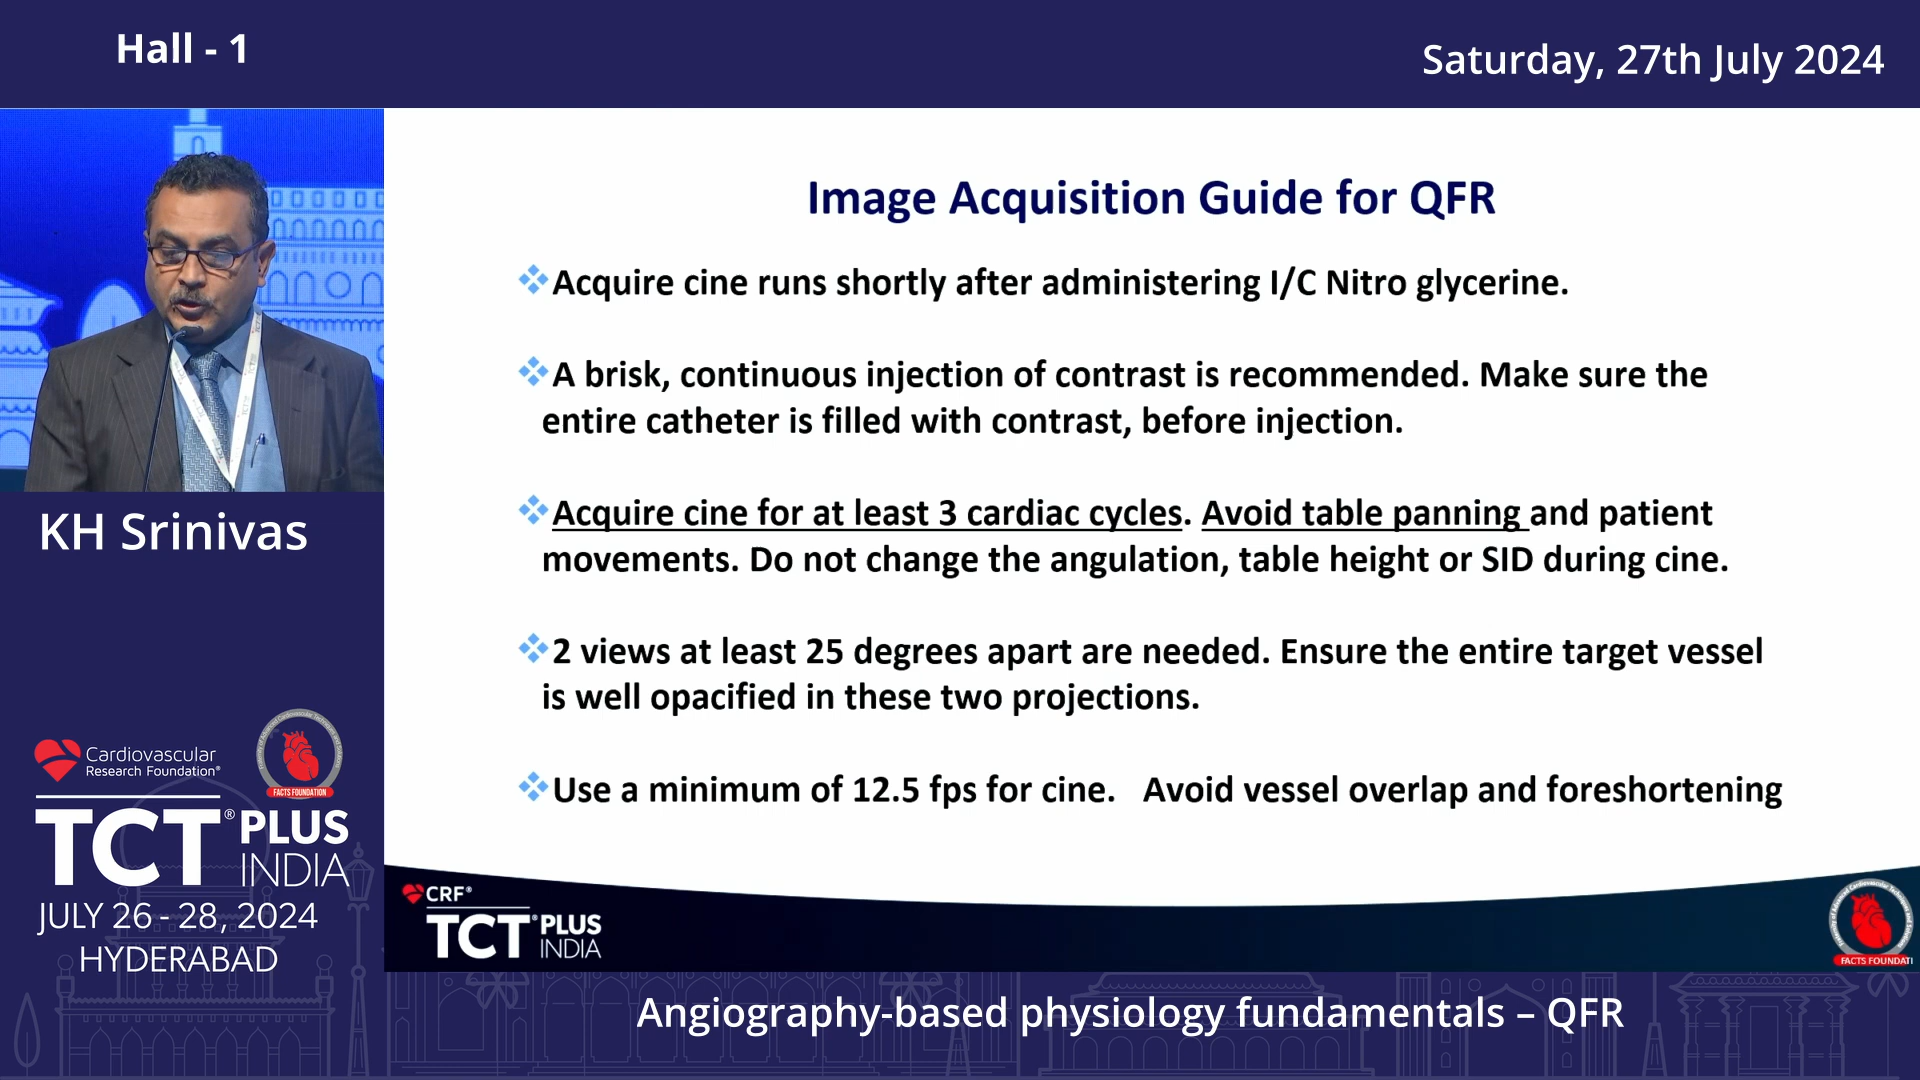 Hall - 1
Saturday, 27th July 2024
Image Acquisition Guide for QFR
Acquire cine runs shortly after administering I/C Nitro glycerine.
A brisk, continuous injection of contrast is recommended. Make sure the
entire catheter is filled with contrast, before injection.
Acquire cine for at least 3 cardiac cycles. Avoid table panning and patient
movements. Do not change the angulation, table height or SID during cine.
2 views at least 25 degrees apart are needed. Ensure the entire target vessel
is well opacified in these two projections.
Use a minimum of 12.5 fps for cine. Avoid vessel overlap and foreshortening
KH Srinivas
Cardiovascular
Research Foundation®
FACTS FOUNDATION
TCT® PLUS
INDIA
JULY 26 - 28, 2024
HYDERABAD
CRF®
TCT® PLUS
INDIA
FACTS FOUNDATI
Angiography-based physiology fundamentals – QFR